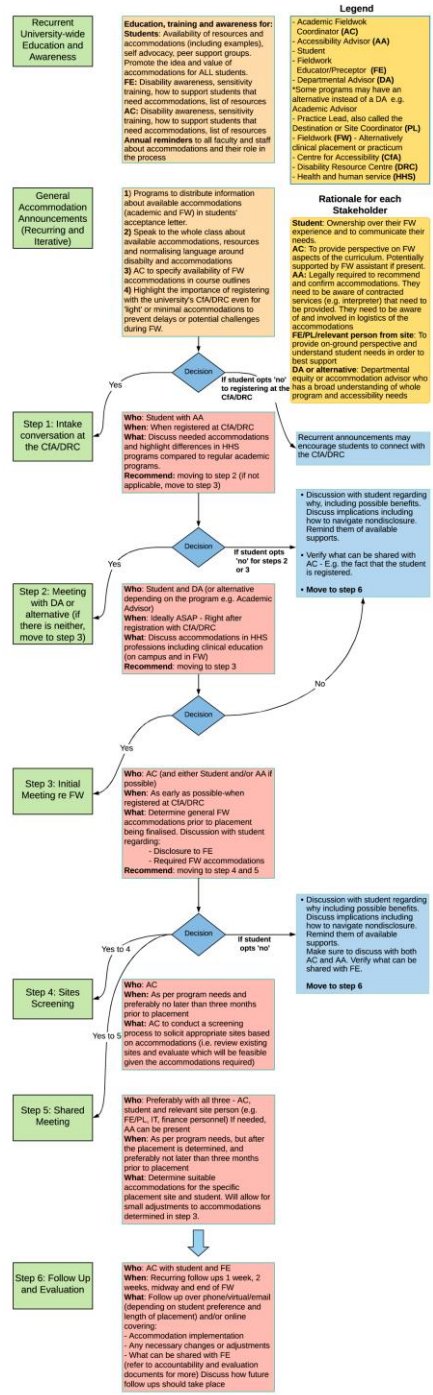 Recurrent
University-wide
Education and
Awareness
Education, training and awareness for:
Students: Availability of resources and
accommodations (including examples),
self advocacy, peer support groups.
Promote the idea and value of
accommodations for ALL students.
FE: Disability awareness, sensitivity
training, how to support students that
need accommodations, list of resources
AC: Disability awareness, sensitivity
training, how to support students that
need accommodations, list of resources
Annual reminders to all faculty and
staff about accommodations and their role in
the process
Legend
- Academic Fieldwok
Coordinator (AC)
- Accessibility Advisor (AA)
- Student
- Fieldwork
Educator/Preceptor (FE)
- Departmental Advisor (DA)
*Some programs may have an
alternative instead of a DA e.g.
Academic Advisor
- Practice Lead, also called the
Destination or Site Coordinator (PL)
- Fieldwork (FW) - Alternatively
clinical placement or practicum
- Centre for Accessibility (CfA)
- Disability Resource Centre (DRC)
- Health and human service (HHS)
General
Accommodation
Announcements
(Recurring and
Iterative)
1) Programs to distribute information
about available accommodations
(academic and FW) in students'
acceptance letter.
2) Speak to the whole class about
available accommodations, resources
and normalising language around
disabilty and accommodations
3) AC to specify availability of FW
accommodations in course outlines
4) Highlight the importance of registering
with the university's CfA/DRC even for
'light' or minimal accommodations to
prevent delays or potential challenges
during FW.
Rationale for each
Stakeholder
Student: Ownership over their FW
experience and to communicate their
needs.
AC: To provide perspective on FW
aspects of the curriculum. Potentially
supported by FW assistant if present.
AA: Legally required to recommend
and confirm accommodations. They
need to be aware of contracted
services (e.g. interpreter) that need to
be provided. They need to be aware
of and involved in logistics of the
accommodations
FE/PL/relevant person from site: To
provide on-ground perspective and
understand student needs in order to
best support
DA or alternative: Departmental
equity or accommodation advisor who
has a broad understanding of whole
program and accessibility needs
Decision
Yes
If student opts 'no'
to registering at the
CfA/DRC
Step 1: Intake
conversation at
the CfA/DRC
Who: Student with AA
When: When registered at CfA/DRC
What: Discuss needed accommodations
and highlight differences in HHS
programs compared to regular academic
programs.
Recommend: moving to step 2 (if not
applicable, move to step 3)
Recurrent announcements may
encourage students to connect with
the CfA/DRC
Decision
Yes
If student opts
'no' for steps 2
or 3
• Discussion with student regarding
why, including possible benefits.
Discuss implications including
how to navigate nondisclosure.
Remind them of available
supports.
• Verify what can be shared with
AC - E.g. the fact that the student
is registered.
• Move to step 6
Step 2: Meeting
with DA or
alternative (if
there is neither,
move to step 3)
Who: Student and DA (or alternative
depending on the program e.g. Academic
Advisor)
When: Ideally ASAP - Right after
registration with CfA/DRC
What: Discuss accommodations in HHS
professions including clinical education
(on campus and in FW)
Recommend: moving to step 3
No
Decision
Yes
Step 3: Initial
Meeting re FW
Who: AC (and either Student and/or AA if
possible)
When: As early as possible-when
registered at CfA/DRC
What: Determine general FW
accommodations prior to placement
being finalised. Discussion with student
regarding:
- Disclosure to FE
- Required FW accommodations
Recommend: moving to step 4 and 5
Decision
Yes to 4
If student
opts 'no'
• Discussion with student regarding
why including possible benefits.
Discuss implications including
how to navigate nondisclosure.
Remind them of available
supports.
Make sure to discuss with both
AC and AA. Verify what can be
shared with FE.
Move to step 6
Step 4: Sites
Screening
Who: AC
When: As per program needs and
preferably no later than three months
prior to placement
What: AC to conduct a screening
process to solicit appropriate sites based
on accommodations (i.e. review existing
sites and evaluate which will be feasible
given the accommodations required)
Yes to 5
Step 5: Shared
Meeting
Who: Preferably with all three - AC,
student and relevant site person (e.g.
FE/PL, IT, finance personnel) If needed,
AA can be present
When: As per program needs, but after
the placement is determined, and
preferably not later than three months
prior to placement
What: Determine suitable
accommodations for the specific
placement site and student. Will allow for
small adjustments to accommodations
determined in step 3.
Step 6: Follow Up
and Evaluation
Who: AC with student and FE
When: Recurring follow ups 1 week, 2
weeks, midway and end of FW
What: Follow up over phone/virtual/email
(depending on student preference and
length of placement) and/or online
covering:
- Accommodation implementation
- Any necessary changes or adjustments
- What can be shared with FE
(refer to accountability and evaluation
documents for more) Discuss how future
follow ups should take place